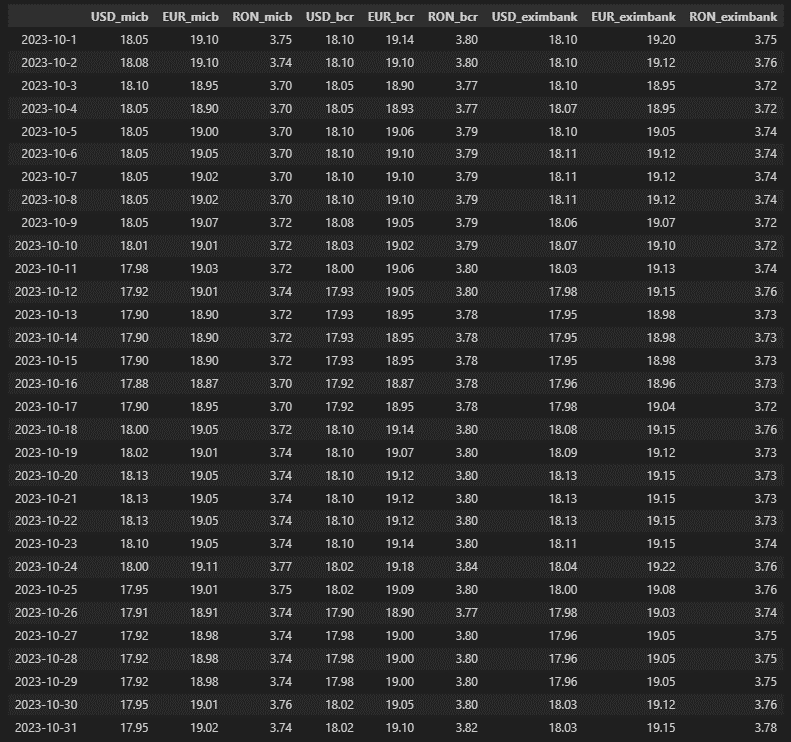 USD_micb EUR_micb RON_micb USD_bcr EUR_bcr RON_bcr USD_eximbank EUR_eximbank RON_eximbank
2023-10-1 18.05 19.10 3.75 18.10 19.14 3.80 18.10 19.20 3.75
2023-10-2 18.08 19.10 3.74 18.10 19.10 3.80 18.10 19.12 3.76
2023-10-3 18.10 18.95 3.70 18.05 18.90 3.77 18.10 18.95 3.72
2023-10-4 18.05 18.90 3.70 18.05 18.93 3.77 18.07 18.95 3.72
2023-10-5 18.05 19.00 3.70 18.10 19.06 3.79 18.10 19.05 3.74
2023-10-6 18.05 19.05 3.70 18.10 19.10 3.79 18.11 19.12 3.74
2023-10-7 18.05 19.02 3.70 18.10 19.10 3.79 18.11 19.12 3.74
2023-10-8 18.05 19.02 3.70 18.10 19.10 3.79 18.11 19.12 3.74
2023-10-9 18.05 19.07 3.72 18.08 19.05 3.79 18.06 19.07 3.72
2023-10-10 18.01 19.01 3.72 18.03 19.02 3.79 18.07 19.10 3.72
2023-10-11 17.98 19.03 3.72 18.00 19.06 3.80 18.03 19.13 3.74
2023-10-12 17.92 19.01 3.74 17.93 19.05 3.80 17.98 19.15 3.76
2023-10-13 17.90 18.90 3.72 17.93 18.95 3.78 17.95 18.98 3.73
2023-10-14 17.90 18.90 3.72 17.93 18.95 3.78 17.95 18.98 3.73
2023-10-15 17.90 18.90 3.72 17.93 18.95 3.78 17.95 18.98 3.73
2023-10-16 17.88 18.87 3.70 17.92 18.87 3.78 17.96 18.96 3.73
2023-10-17 17.90 18.95 3.70 17.92 18.95 3.78 17.98 19.04 3.72
2023-10-18 18.00 19.05 3.72 18.10 19.14 3.80 18.08 19.15 3.76
2023-10-19 18.02 19.01 3.74 18.10 19.07 3.80 18.09 19.12 3.73
2023-10-20 18.13 19.05 3.74 18.10 19.12 3.80 18.13 19.15 3.73
2023-10-21 18.13 19.05 3.74 18.10 19.12 3.80 18.13 19.15 3.73
2023-10-22 18.13 19.05 3.74 18.10 19.12 3.80 18.13 19.15 3.73
2023-10-23 18.10 19.05 3.74 18.10 19.14 3.80 18.11 19.15 3.74
2023-10-24 18.00 19.11 3.77 18.02 19.18 3.84 18.04 19.22 3.76
2023-10-25 17.95 19.01 3.75 18.02 19.09 3.80 18.00 19.08 3.76
2023-10-26 17.91 18.91 3.74 17.90 18.90 3.77 17.98 19.03 3.74
2023-10-27 17.92 18.98 3.74 17.98 19.00 3.80 17.96 19.05 3.75
2023-10-28 17.92 18.98 3.74 17.98 19.00 3.80 17.96 19.05 3.75
2023-10-29 17.92 18.98 3.74 17.98 19.00 3.80 17.96 19.05 3.75
2023-10-30 17.95 19.01 3.76 18.02 19.05 3.80 18.03 19.12 3.76
2023-10-31 17.95 19.02 3.74 18.02 19.10 3.82 18.03 19.15 3.78